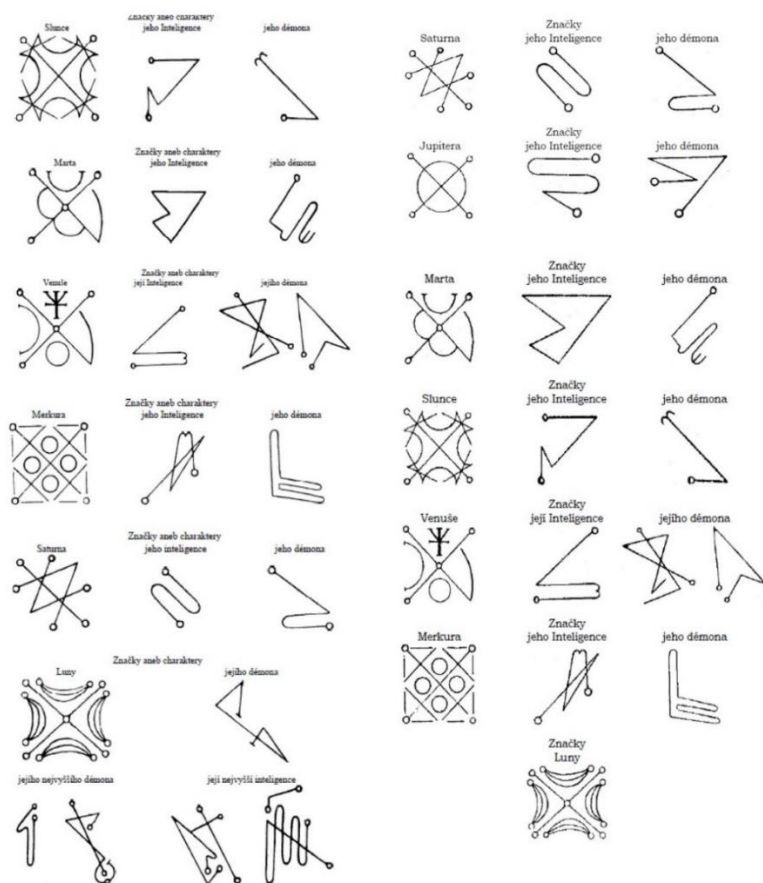 Značky aneb charaktery
Slunce jeho Inteligence jeho démona
Značky aneb charaktery
Marta jeho Inteligence jeho démona
Značky aneb charaktery
Venuše její Inteligence jejího démona
Značky aneb charaktery
Merkura jeho Inteligence jeho démona
Značky aneb charaktery
Saturna jeho inteligence jeho démona
Značky aneb charaktery
Luny jejího démona
jejího nejvyššího démona její nejvyšší inteligence
Značky
Saturna jeho Inteligence jeho démona
Značky
Jupitera jeho Inteligence jeho démona
Značky
Marta jeho Inteligence jeho démona
Značky
Slunce jeho Inteligence jeho démona
Značky
Venuše její Inteligence jejího démona
Značky
Merkura jeho Inteligence jeho démona
Značky
Luny